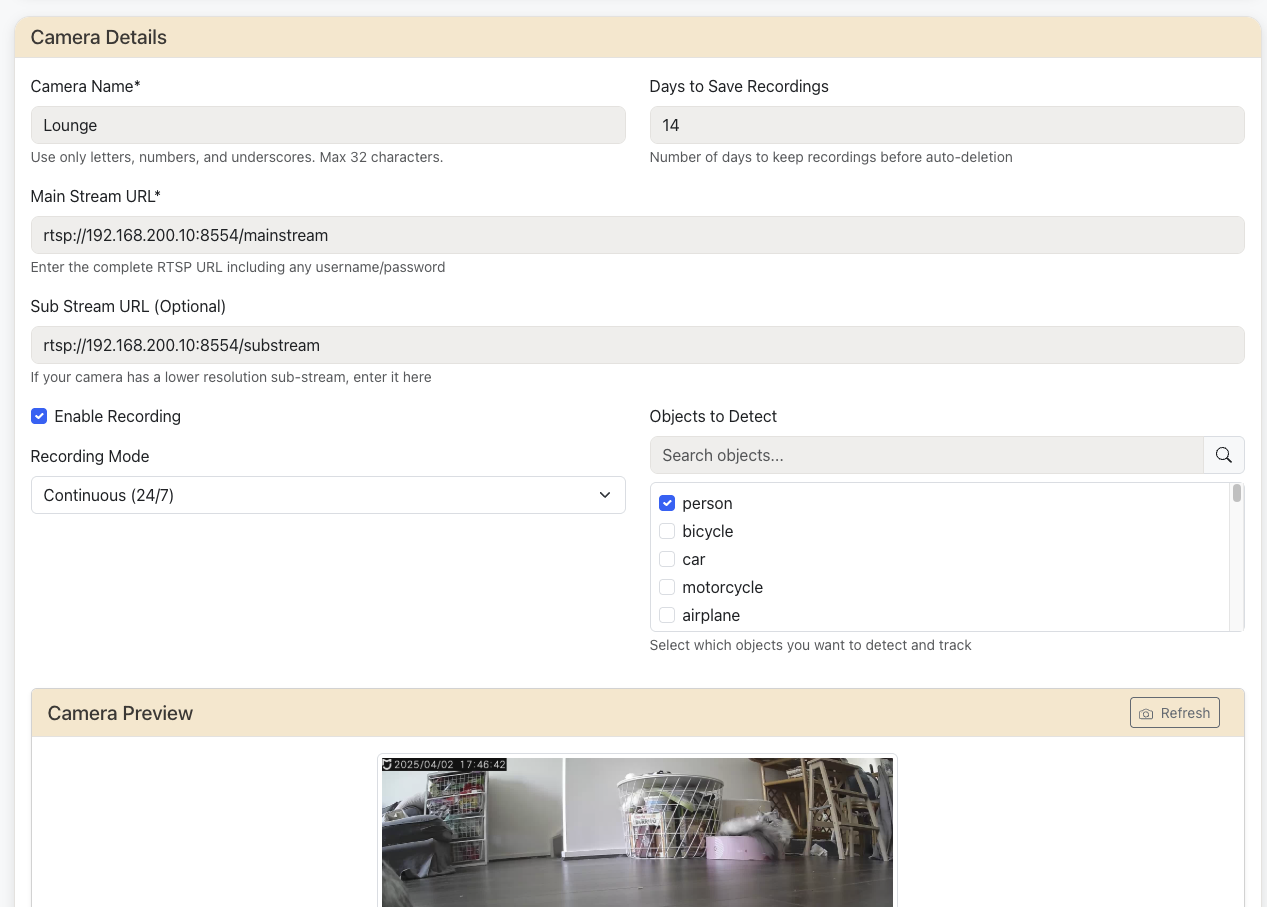 Camera Details
Camera Name*
Lounge
Use only letters, numbers, and underscores. Max 32 characters.
Days to Save Recordings
14
Number of days to keep recordings before auto-deletion
Main Stream URL*
rtsp://192.168.200.10:8554/mainstream
Enter the complete RTSP URL including any username/password
Sub Stream URL (Optional)
rtsp://192.168.200.10:8554/substream
If your camera has a lower resolution sub-stream, enter it here
Enable Recording
Recording Mode
Continuous (24/7)
Objects to Detect
Search objects...
person
bicycle
car
motorcycle
airplane
Select which objects you want to detect and track
Camera Preview
Refresh
2025/04/02 17:46:42